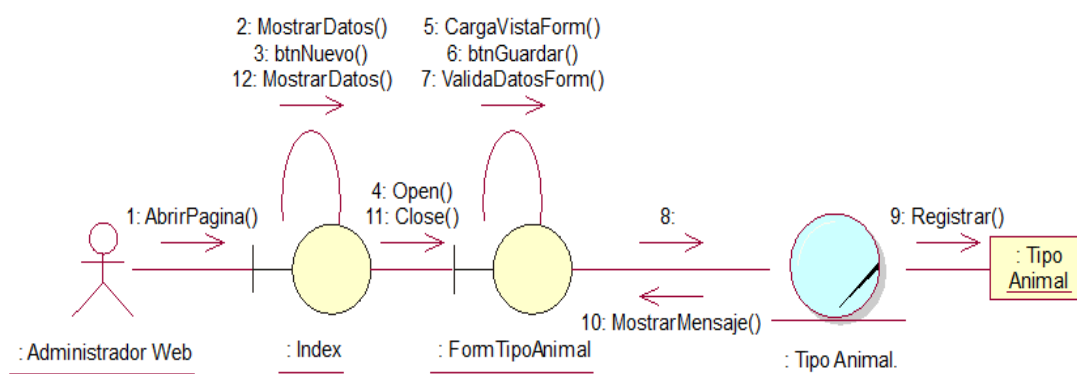 2: MostrarDatos()
3: btnNuevo()
12: MostrarDatos()
5: CargaVistaForm()
6: btnGuardar()
7: ValidaDatosForm()
1: AbrirPagina()
4: Open()
11: Close()
8:
9: Registrar()
: Tipo
Animal
10: MostrarMensaje()
: Administrador Web
: Index
: FormTipoAnimal
: Tipo Animal.